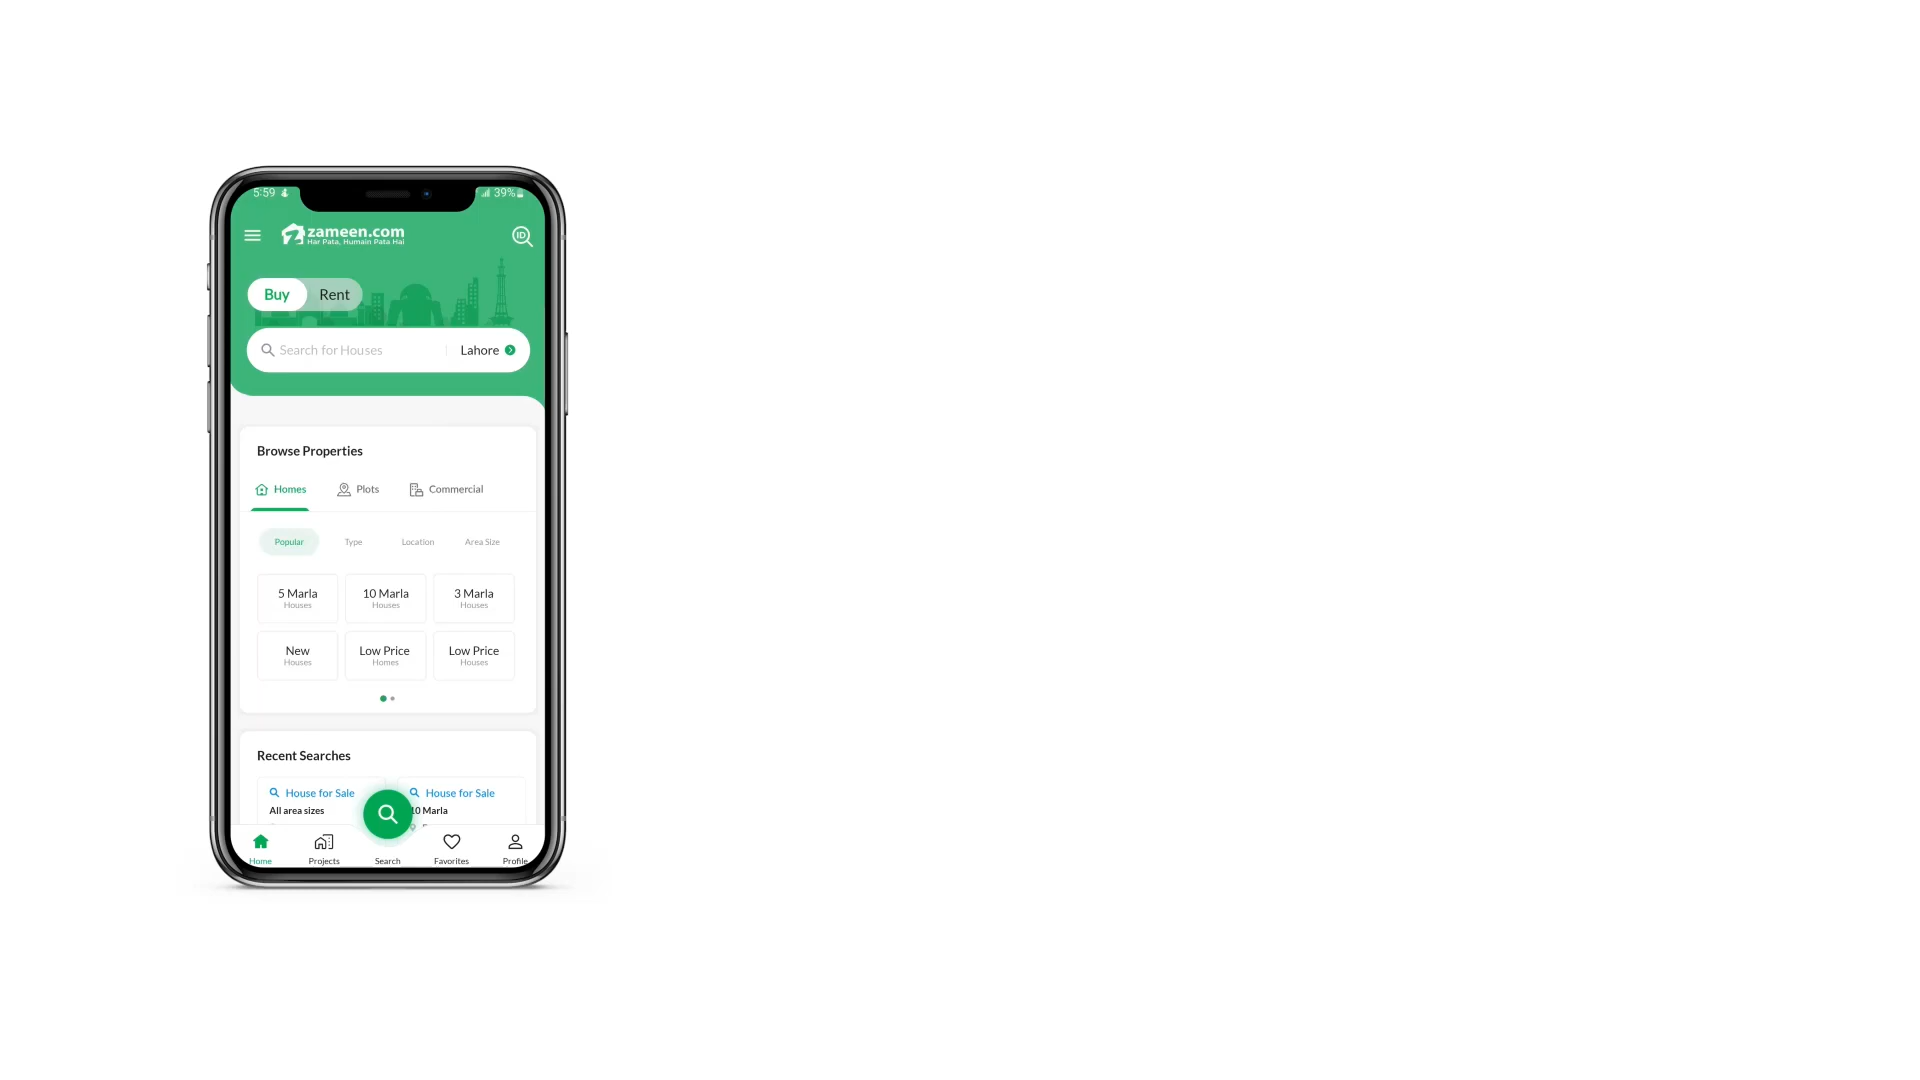 5:59
39%
zameen.com
Har Pata, Humain Pata Hai
ID
Buy Rent
Search for Houses Lahore
Browse Properties
Homes Plots Commercial
Popular Type Location Area Size
5 Marla 10 Marla 3 Marla
Houses Houses Houses
New Low Price Low Price
Houses Homes Houses
Recent Searches
House for Sale House for Sale
All area sizes 10 Marla
Home Projects Search Favorites Profile